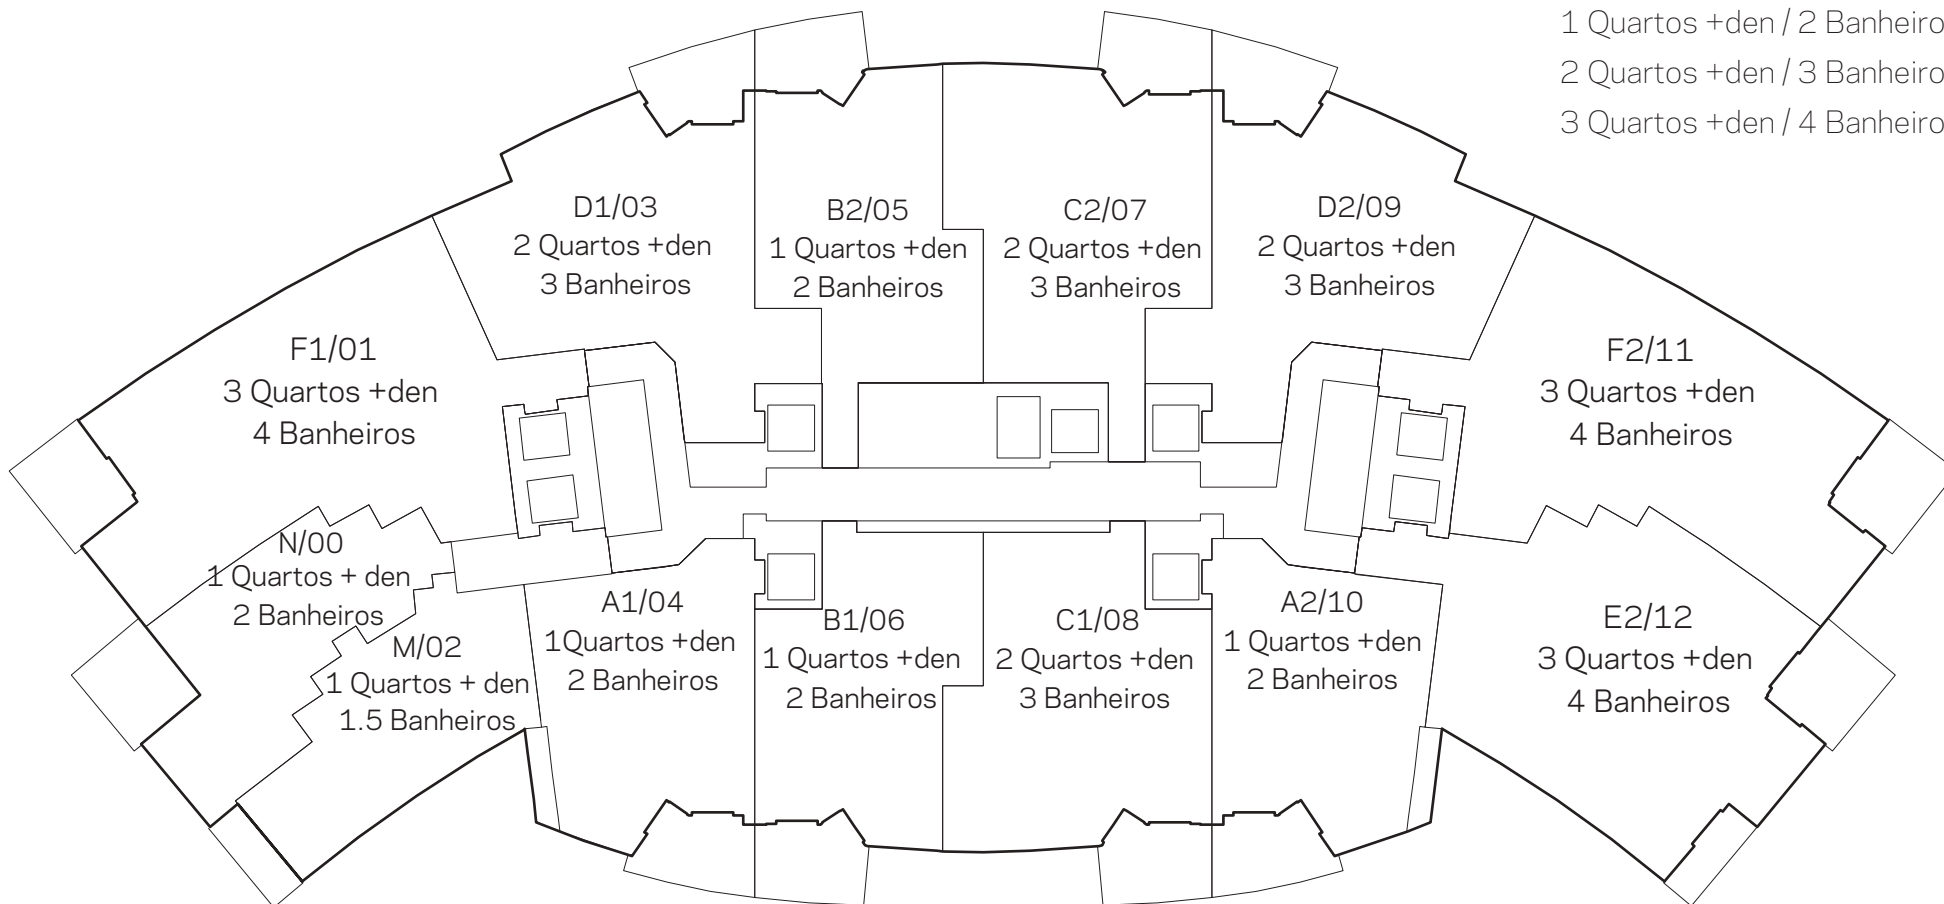 1 Quartos +den / 2 Banheiro
2 Quartos +den / 3 Banheiro
3 Quartos +den / 4 Banheiro
D1/03
2 Quartos +den
3 Banheiros
B2/05
1 Quartos +den
2 Banheiros
C2/07
2 Quartos +den
3 Banheiros
D2/09
2 Quartos +den
3 Banheiros
F1/01
3 Quartos +den
4 Banheiros
F2/11
3 Quartos +den
4 Banheiros
N/00
1 Quartos + den
2 Banheiros
M/02
1 Quartos + den
1.5 Banheiros
A1/04
1Quartos +den
2 Banheiros
B1/06
1 Quartos +den
2 Banheiros
C1/08
2 Quartos +den
3 Banheiros
A2/10
1 Quartos +den
2 Banheiros
E2/12
3 Quartos +den
4 Banheiros